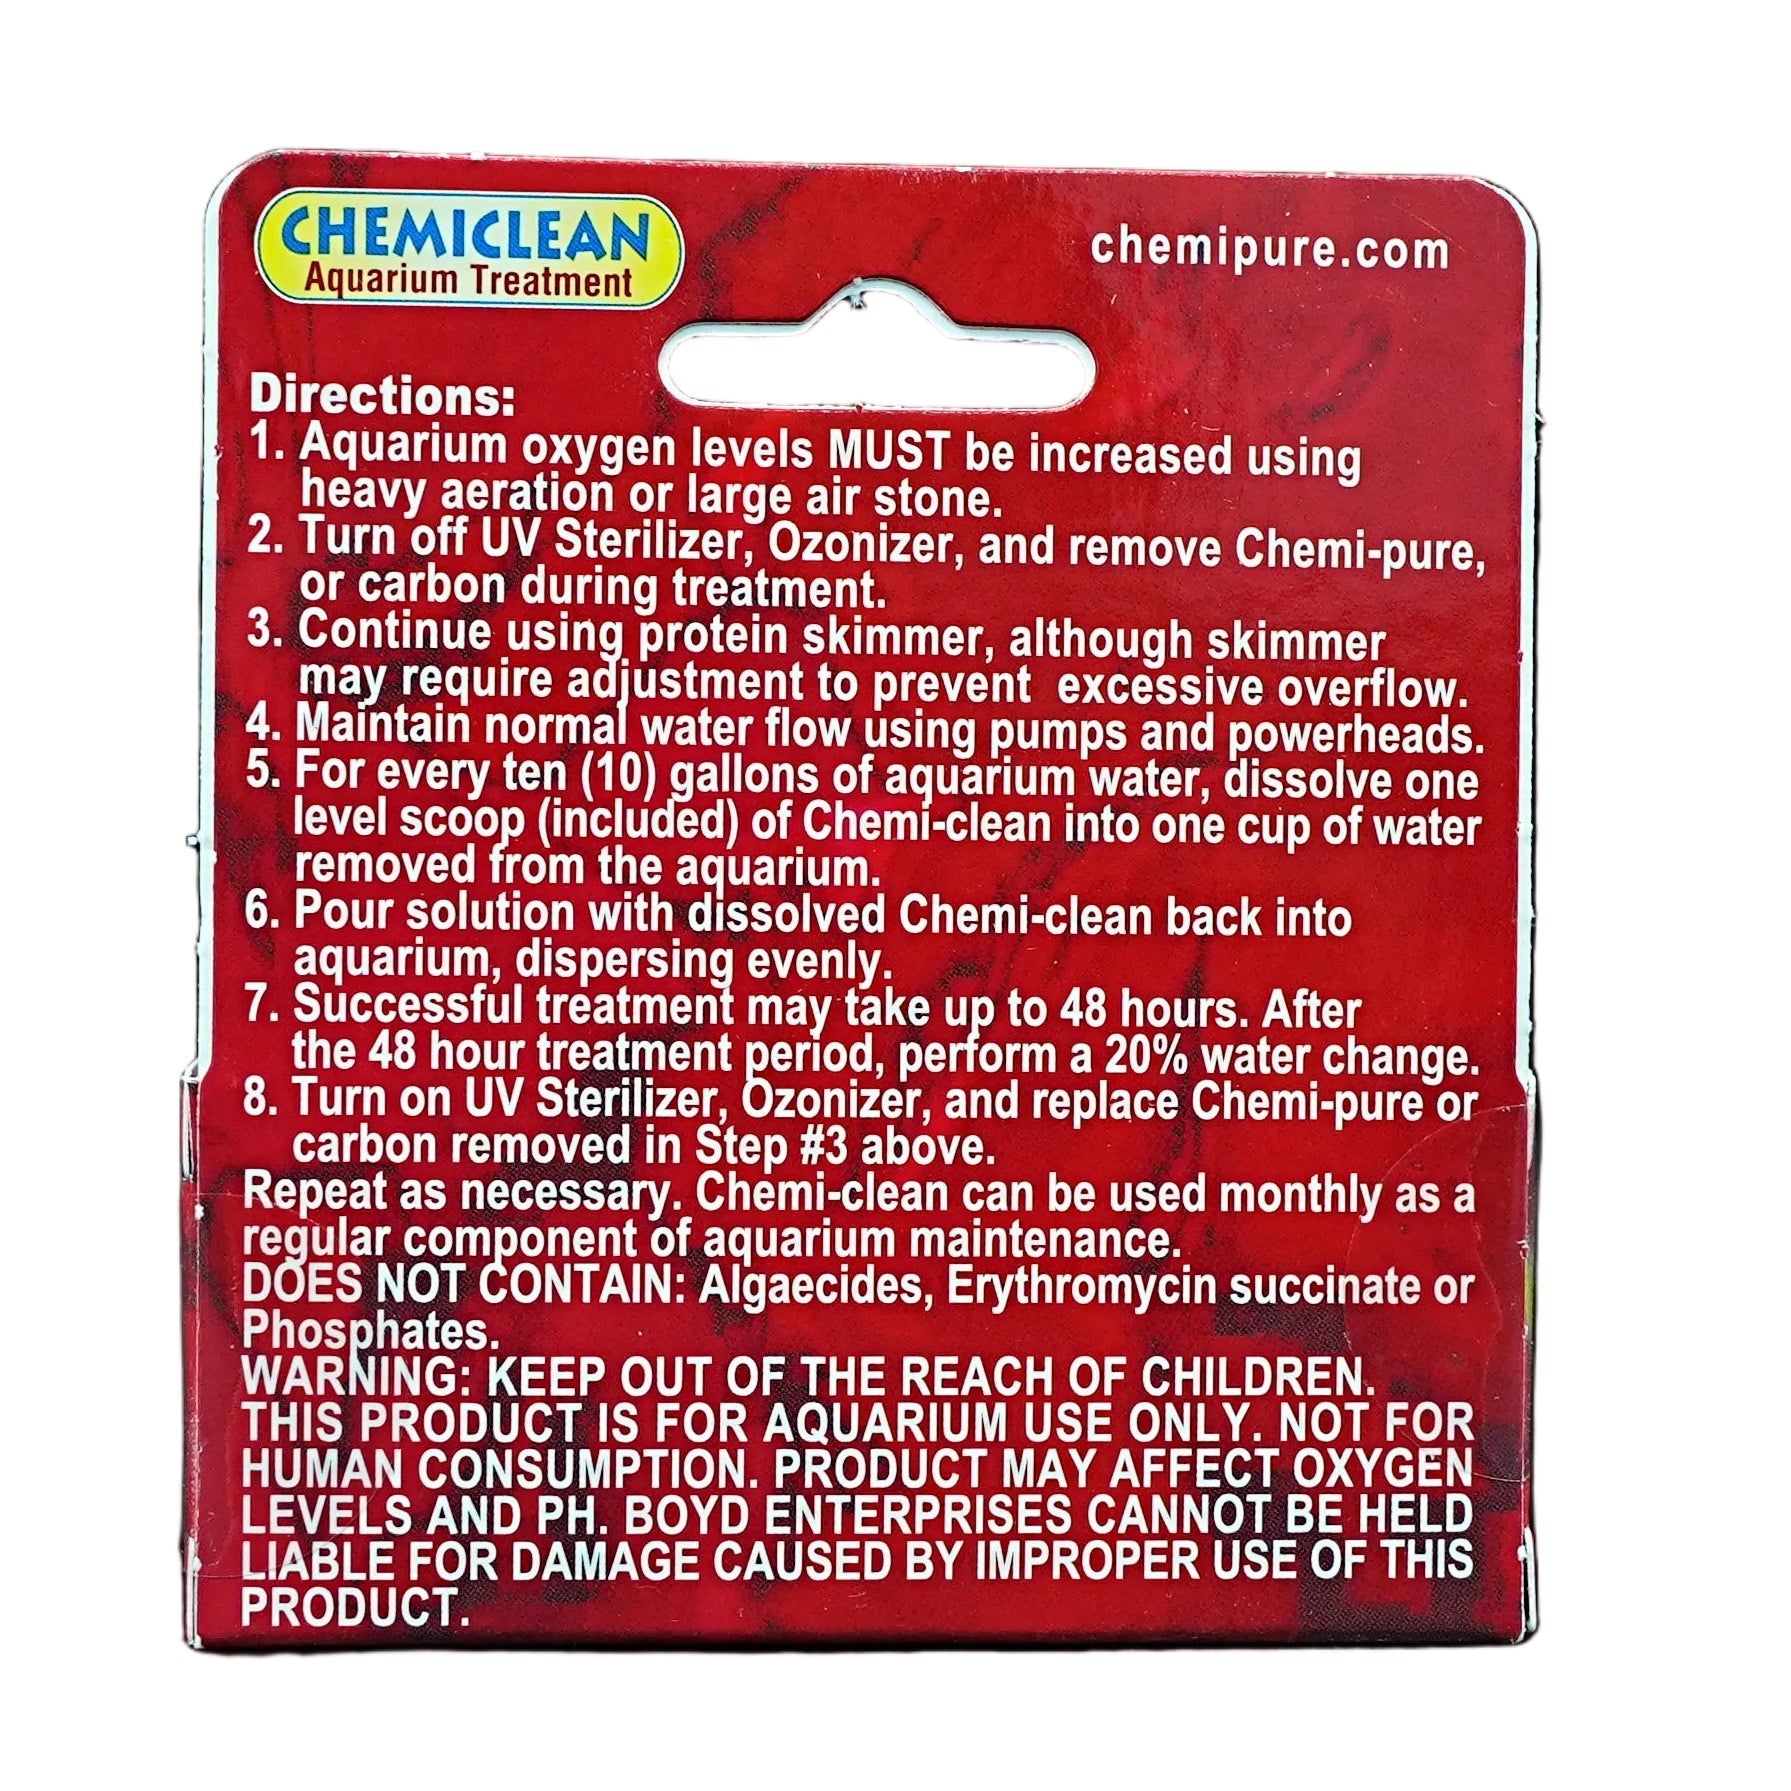 CHEMICLEAN
Aquarium Treatment
chemipure.com
Directions:
1. Aquarium oxygen levels MUST be increased using
heavy aeration or large air stone.
2. Turn off UV Sterilizer, Ozonizer, and remove Chemi-pure,
or carbon during treatment.
3. Continue using protein skimmer, although skimmer
may require adjustment to prevent excessive overflow.
4. Maintain normal water flow using pumps and powerheads.
5. For every ten (10) gallons of aquarium water, dissolve one
level scoop (included) of Chemi-clean into one cup of water
removed from the aquarium.
6. Pour solution with dissolved Chemi-clean back into
aquarium, dispersing evenly.
7. Successful treatment may take up to 48 hours. After
the 48 hour treatment period, perform a 20% water change.
8. Turn on UV Sterilizer, Ozonizer, and replace Chemi-pure or
carbon removed in Step #3 above.
Repeat as necessary. Chemi-clean can be used monthly as a
regular component of aquarium maintenance.
DOES NOT CONTAIN: Algaecides, Erythromycin succinate or
Phosphates.
WARNING: KEEP OUT OF THE REACH OF CHILDREN.
THIS PRODUCT IS FOR AQUARIUM USE ONLY. NOT FOR
HUMAN CONSUMPTION. PRODUCT MAY AFFECT OXYGEN
LEVELS AND PH. BOYD ENTERPRISES CANNOT BE HELD
LIABLE FOR DAMAGE CAUSED BY IMPROPER USE OF THIS
PRODUCT.